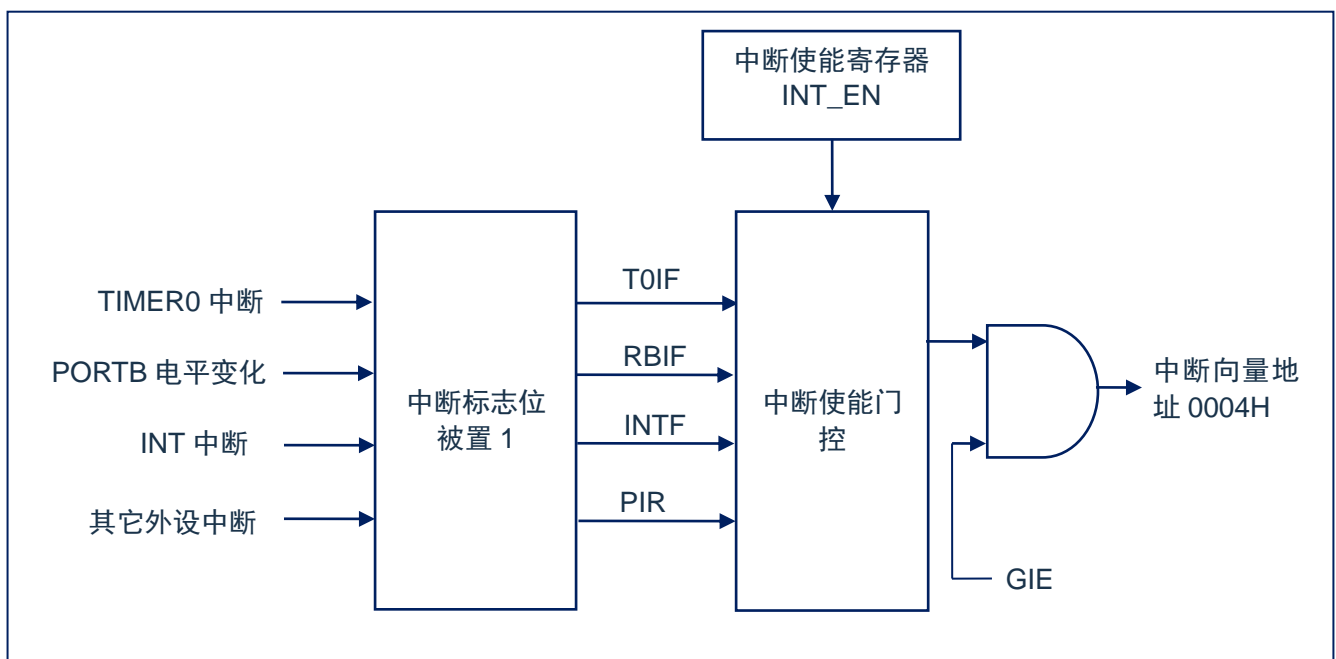 中断使能寄存器
INT_EN
TIMER0 中断
PORTB 电平变化
INT 中断
其它外设中断
中断标志位
被置 1
T0IF
RBIF
INTF
PIR
中断使能门
控
GIE
中断向量地
址 0004H